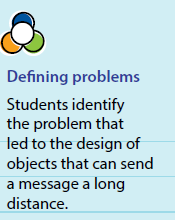 Defining problems
Students identify
the problem that
led to the design of
objects that can send
a message a long
distance.